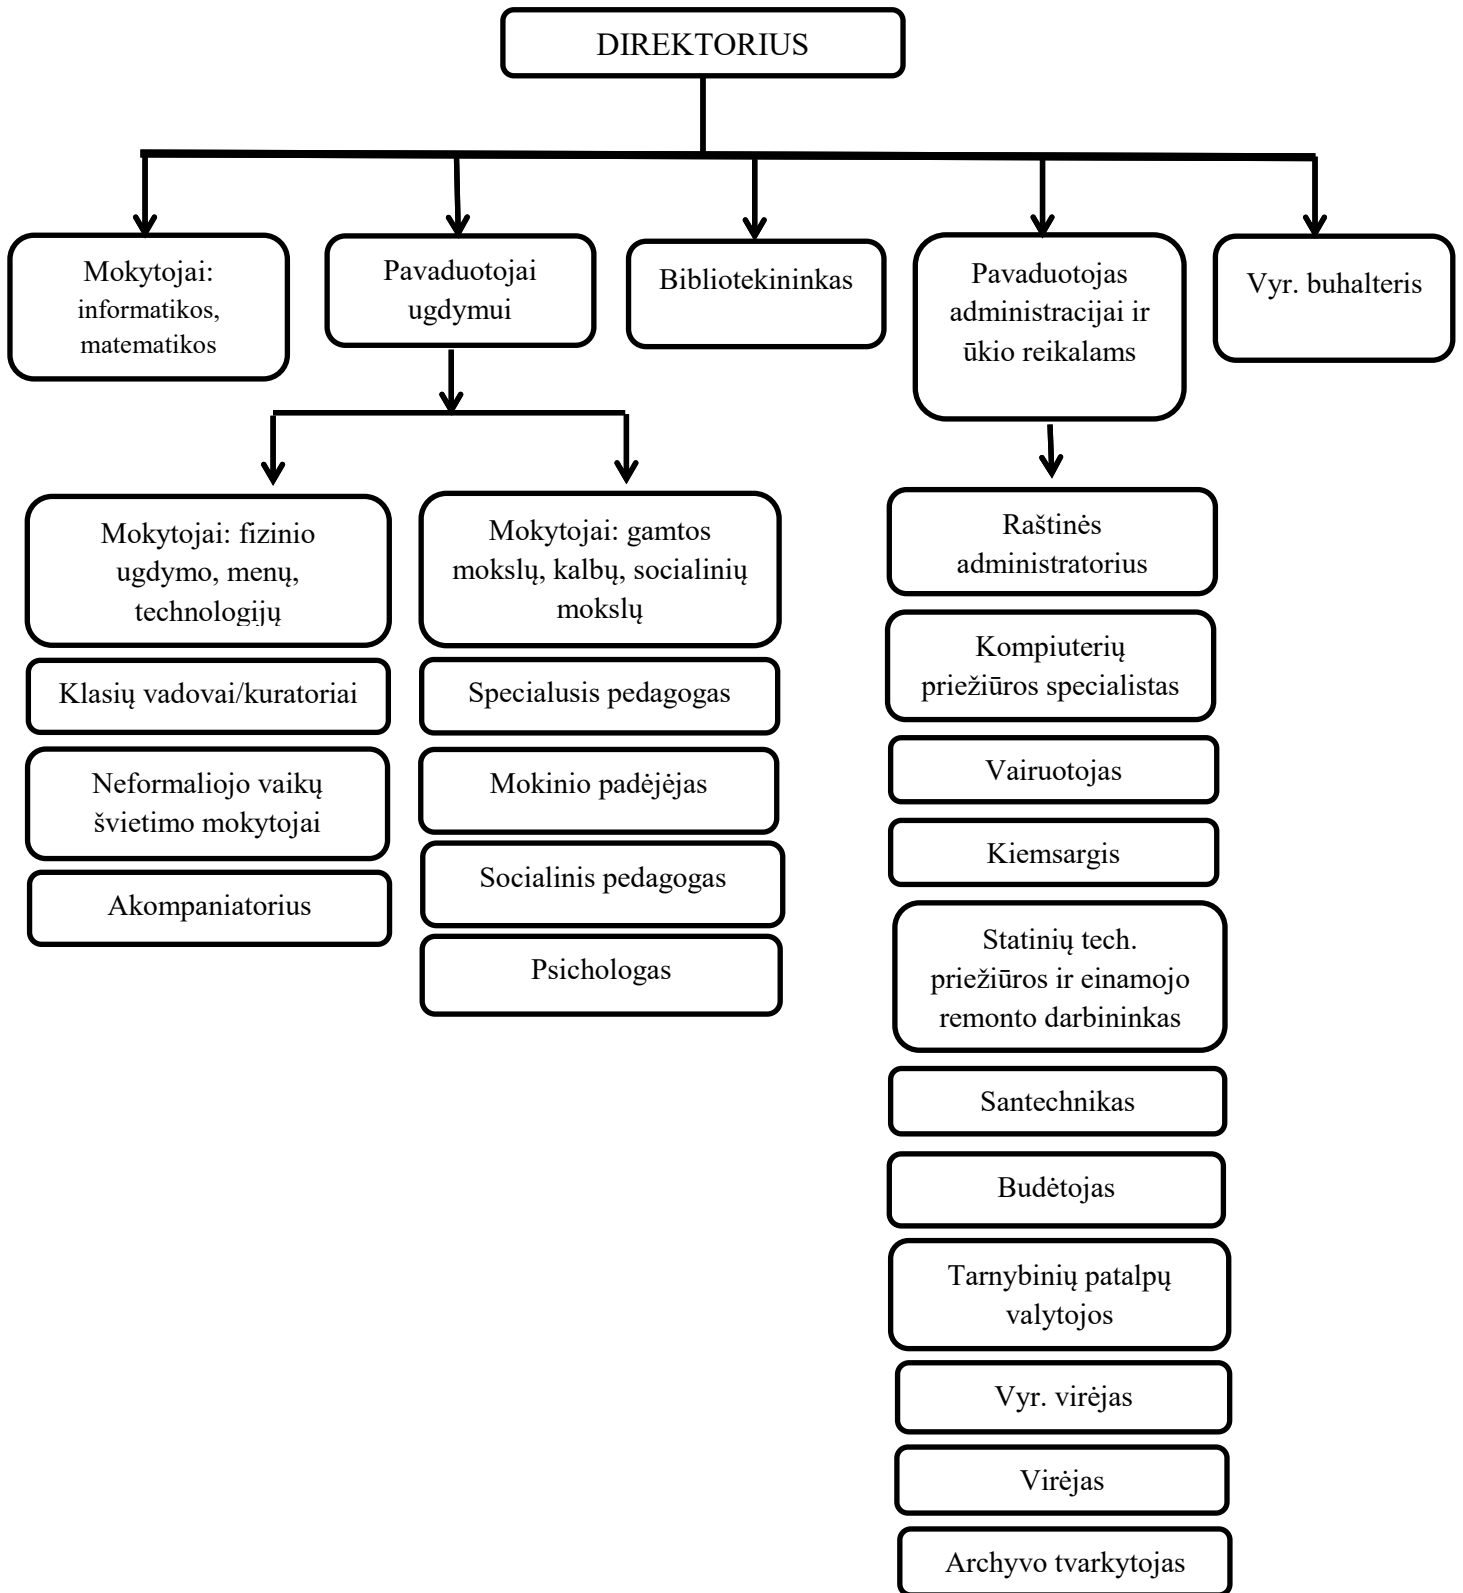 DIREKTORIUS
Mokytojai:
informatikos,
matematikos
Pavaduotojai
ugdymui
Bibliotekininkas
Pavaduotojas
administracijai ir
ūkio reikalams
Vyr. buhalteris
Mokytojai: fizinio
ugdymo, menų,
technologijų
Klasių vadovai/kuratoriai
Neformaliojo vaikų
švietimo mokytojai
Akompaniatorius
Mokytojai: gamtos
mokslų, kalbų, socialinių
mokslų
Specialusis pedagogas
Mokinio padėjėjas
Socialinis pedagogas
Psichologas
Raštinės
administratorius
Kompiuterių
priežiūros specialistas
Vairuotojas
Kiemsargis
Statinių tech.
priežiūros ir einamojo
remonto darbininkas
Santechnikas
Budėtojas
Tarnybinių patalpų
valytojos
Vyr. virėjas
Virėjas
Archyvo tvarkytojas